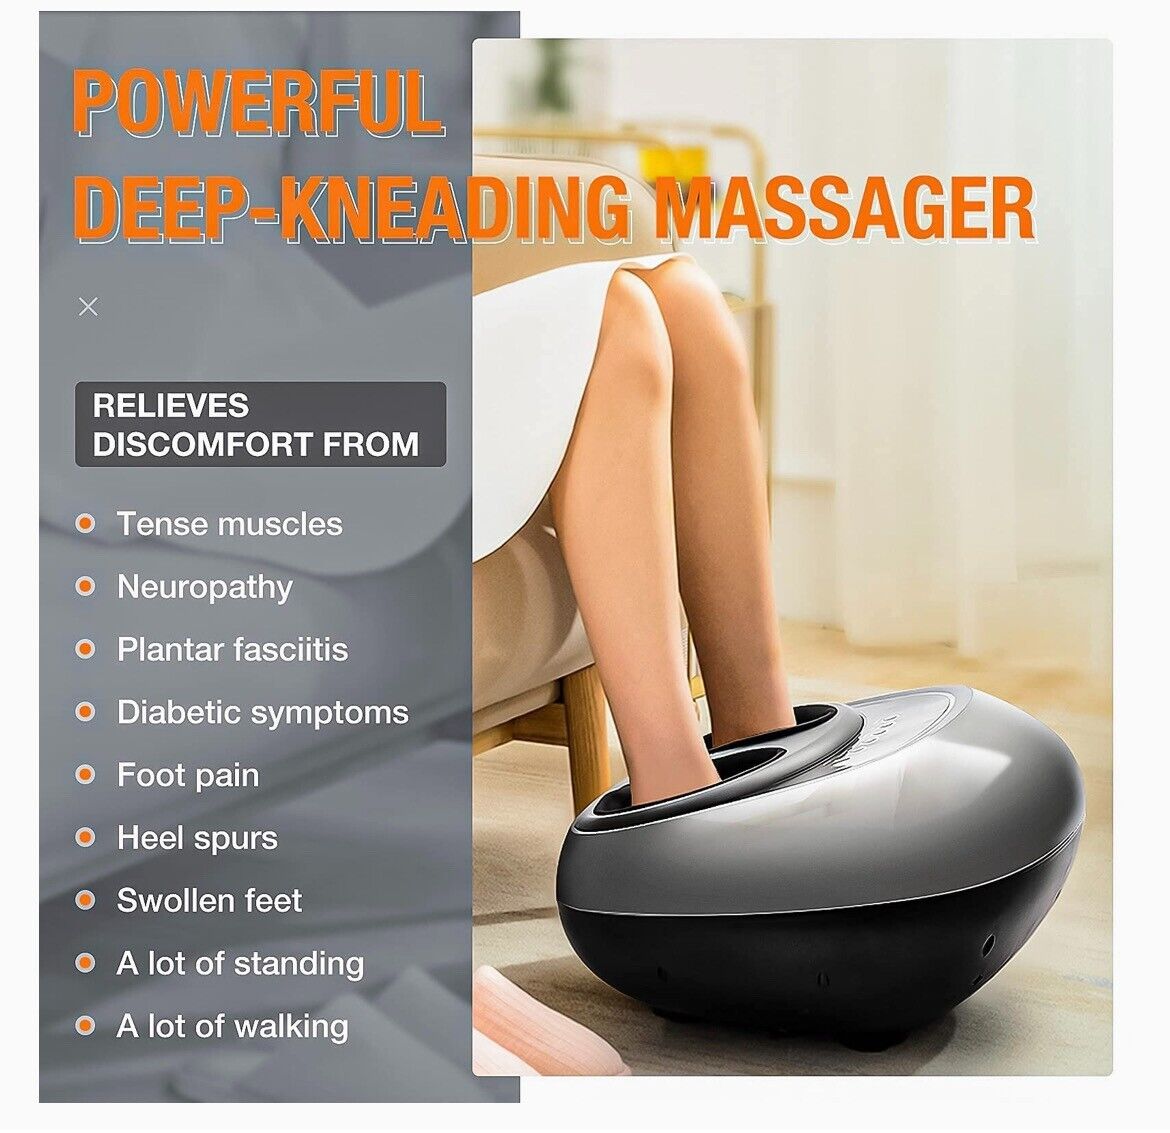 POWERFUL
DEEP-KNEADING MASSAGER
RELIEVES
DISCOMFORT FROM
Tense muscles
Neuropathy
Plantar fasciitis
Diabetic symptoms
Foot pain
Heel spurs
Swollen feet
A lot of standing
A lot of walking